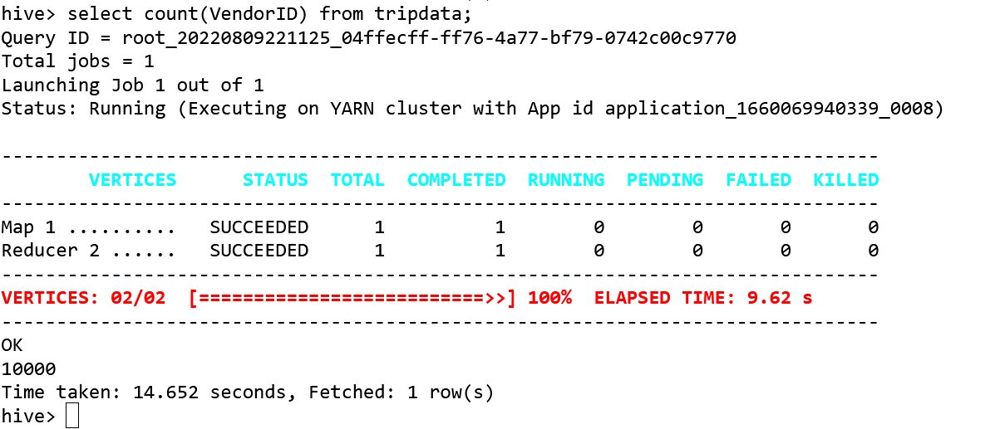 hive> select count(VendorID) from tripdata;
Query ID = root_20220809221125_04ffecff-ff76-4a77-bf79-0742c00c9770
Total jobs = 1
Launching Job 1 out of 1
Status: Running (Executing on YARN cluster with App id application_1660069940339_0008)
--------------------------------------------------------------------------------
VERTICES STATUS TOTAL COMPLETED RUNNING PENDING FAILED KILLED
--------------------------------------------------------------------------------
Map 1 .......... SUCCEEDED 1 1 0 0 0 0
Reducer 2 ...... SUCCEEDED 1 1 0 0 0 0
--------------------------------------------------------------------------------
VERTICES: 02/02 [==========================>>] 100% ELAPSED TIME: 9.62 s
--------------------------------------------------------------------------------
OK
10000
Time taken: 14.652 seconds, Fetched: 1 row(s)
hive>